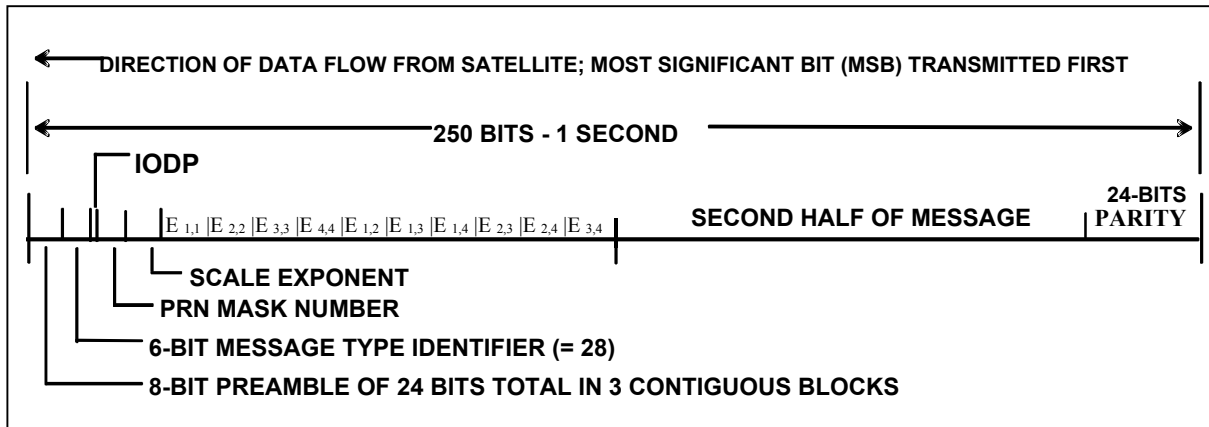 DIRECTION OF DATA FLOW FROM SATELLITE; MOST SIGNIFICANT BIT (MSB) TRANSMITTED FIRST
250 BITS - 1 SECOND
IODP
24-BITS
E 1,1 |E 2,2 |E 3,3 |E 4,4 |E 1,2 |E 1,3 |E 1,4 |E 2,3 |E 2,4 |E 3,4 SECOND HALF OF MESSAGE PARITY
SCALE EXPONENT
PRN MASK NUMBER
6-BIT MESSAGE TYPE IDENTIFIER (= 28)
8-BIT PREAMBLE OF 24 BITS TOTAL IN 3 CONTIGUOUS BLOCKS